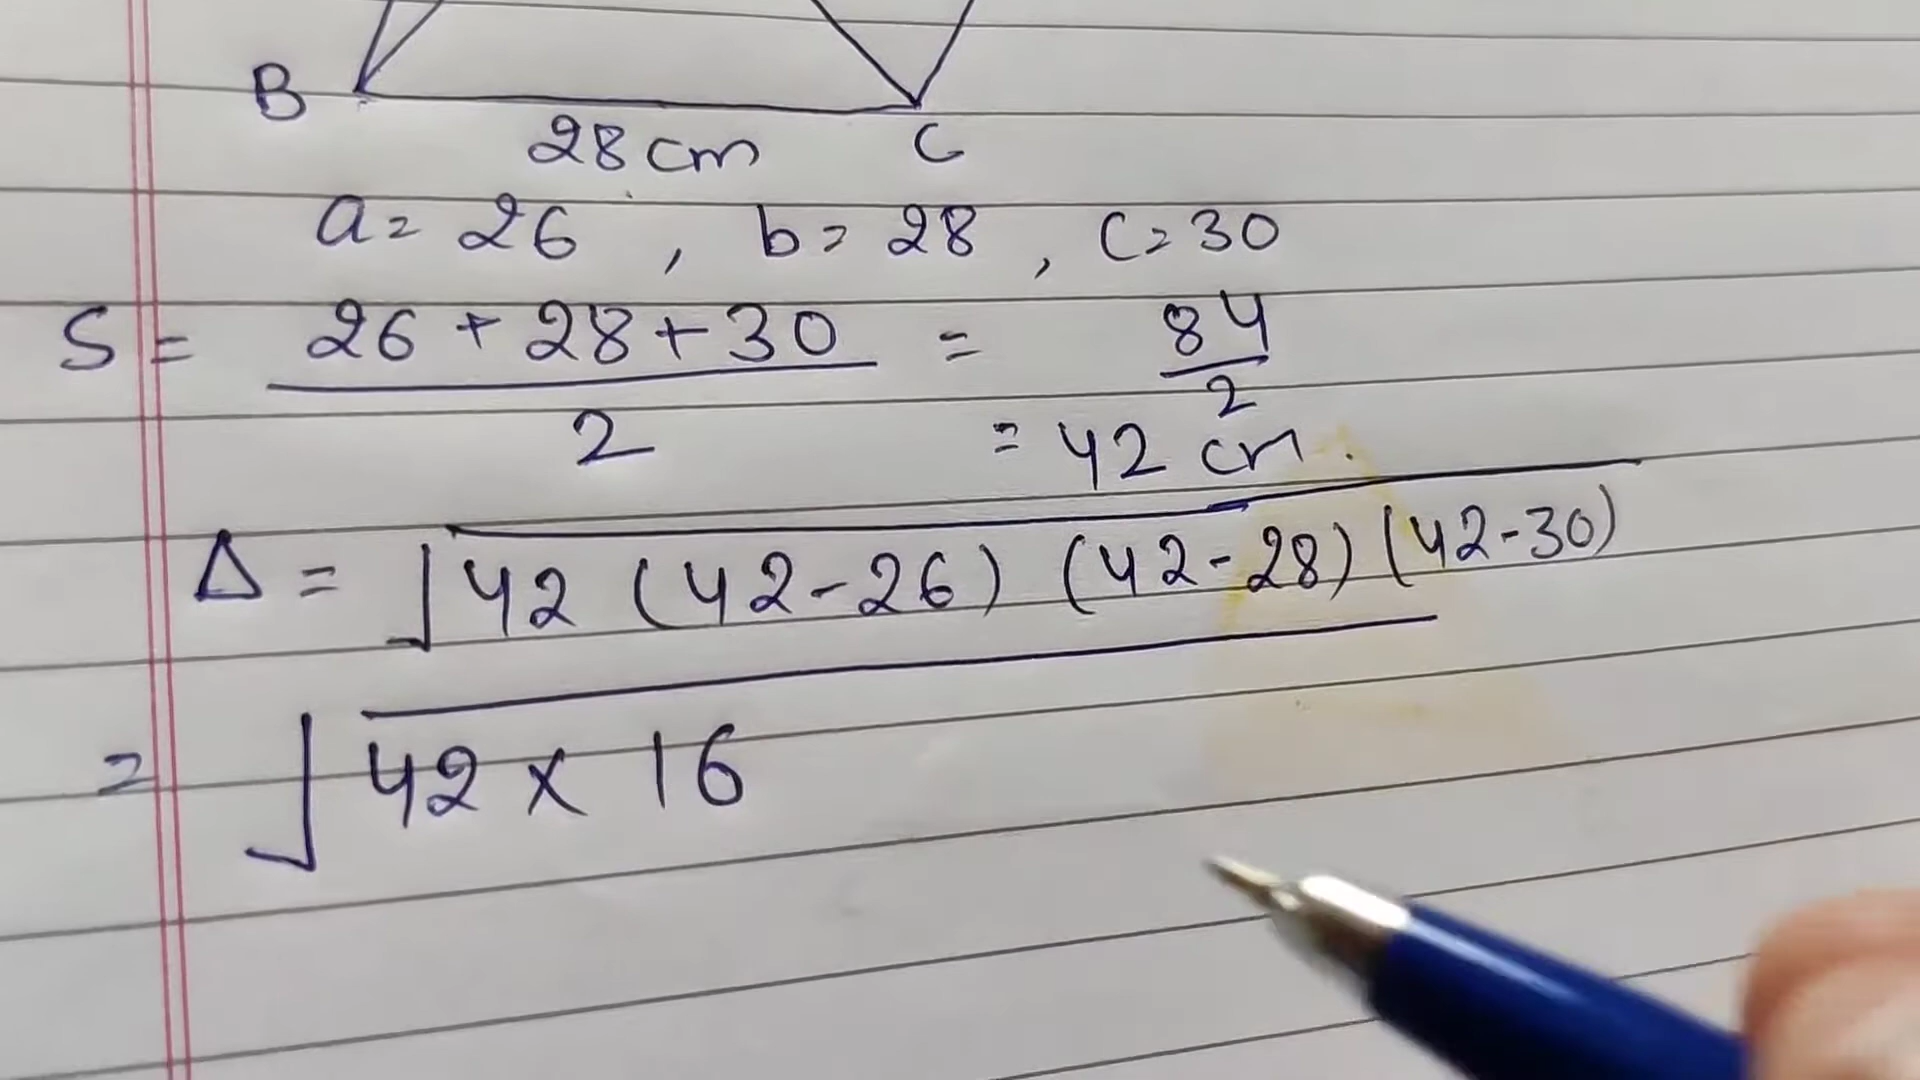 B
28 cm C
a = 26 , b = 28 , c = 30
S = 26 + 28 + 30 / 2 = 84 / 2
= 42 cm.
Δ = √42 (42-26) (42-28) (42-30)
= √42 × 16